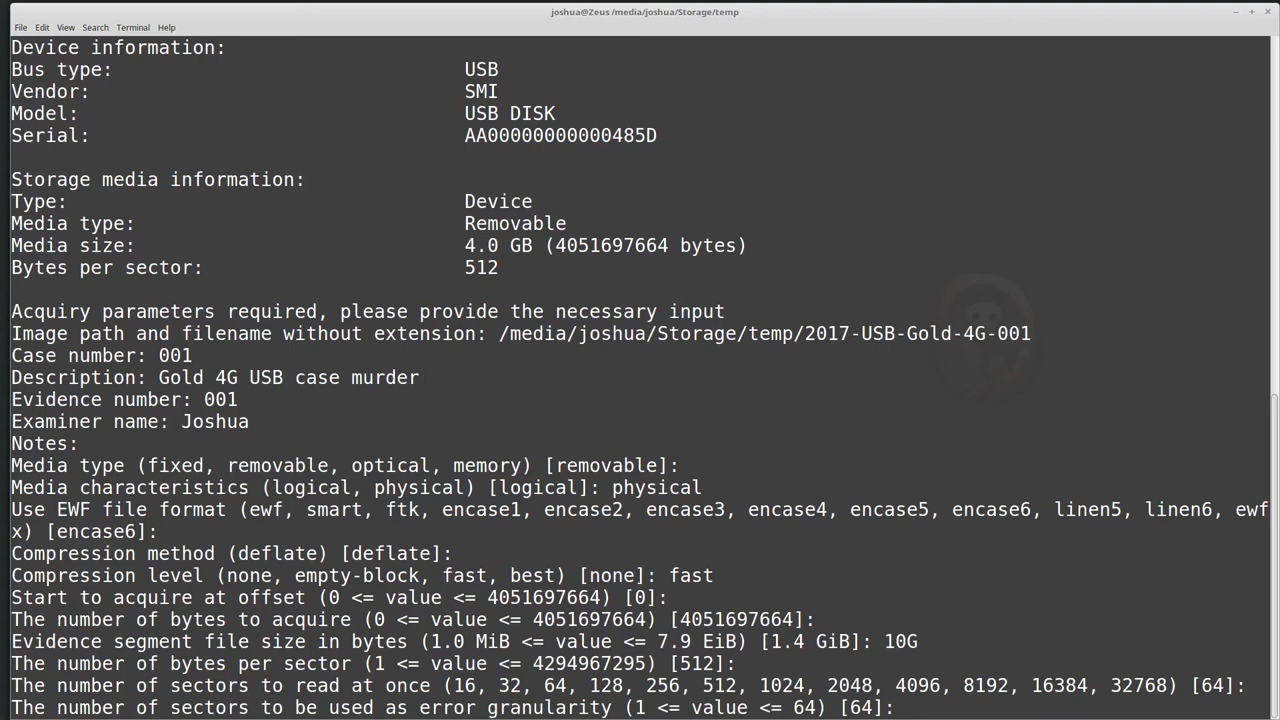 joshua@Zeus /media/joshua/Storage/temp
File Edit View Search Terminal Help
Device information:
Bus type: USB
Vendor: SMI
Model: USB DISK
Serial: AA00000000000485D
Storage media information:
Type: Device
Media type: Removable
Media size: 4.0 GB (4051697664 bytes)
Bytes per sector: 512
Acquiry parameters required, please provide the necessary input
Image path and filename without extension: /media/joshua/Storage/temp/2017-USB-Gold-4G-001
Case number: 001
Description: Gold 4G USB case murder
Evidence number: 001
Examiner name: Joshua
Notes:
Media type (fixed, removable, optical, memory) [removable]:
Media characteristics (logical, physical) [logical]: physical
Use EWF file format (ewf, smart, ftk, encase1, encase2, encase3, encase4, encase5, encase6, linen5, linen6, ewf
x) [encase6]:
Compression method (deflate) [deflate]:
Compression level (none, empty-block, fast, best) [none]: fast
Start to acquire at offset (0 <= value <= 4051697664) [0]:
The number of bytes to acquire (0 <= value <= 4051697664) [4051697664]:
Evidence segment file size in bytes (1.0 MiB <= value <= 7.9 EiB) [1.4 GiB]: 10G
The number of bytes per sector (1 <= value <= 4294967295) [512]:
The number of sectors to read at once (16, 32, 64, 128, 256, 512, 1024, 2048, 4096, 8192, 16384, 32768) [64]:
The number of sectors to be used as error granularity (1 <= value <= 64) [64]: